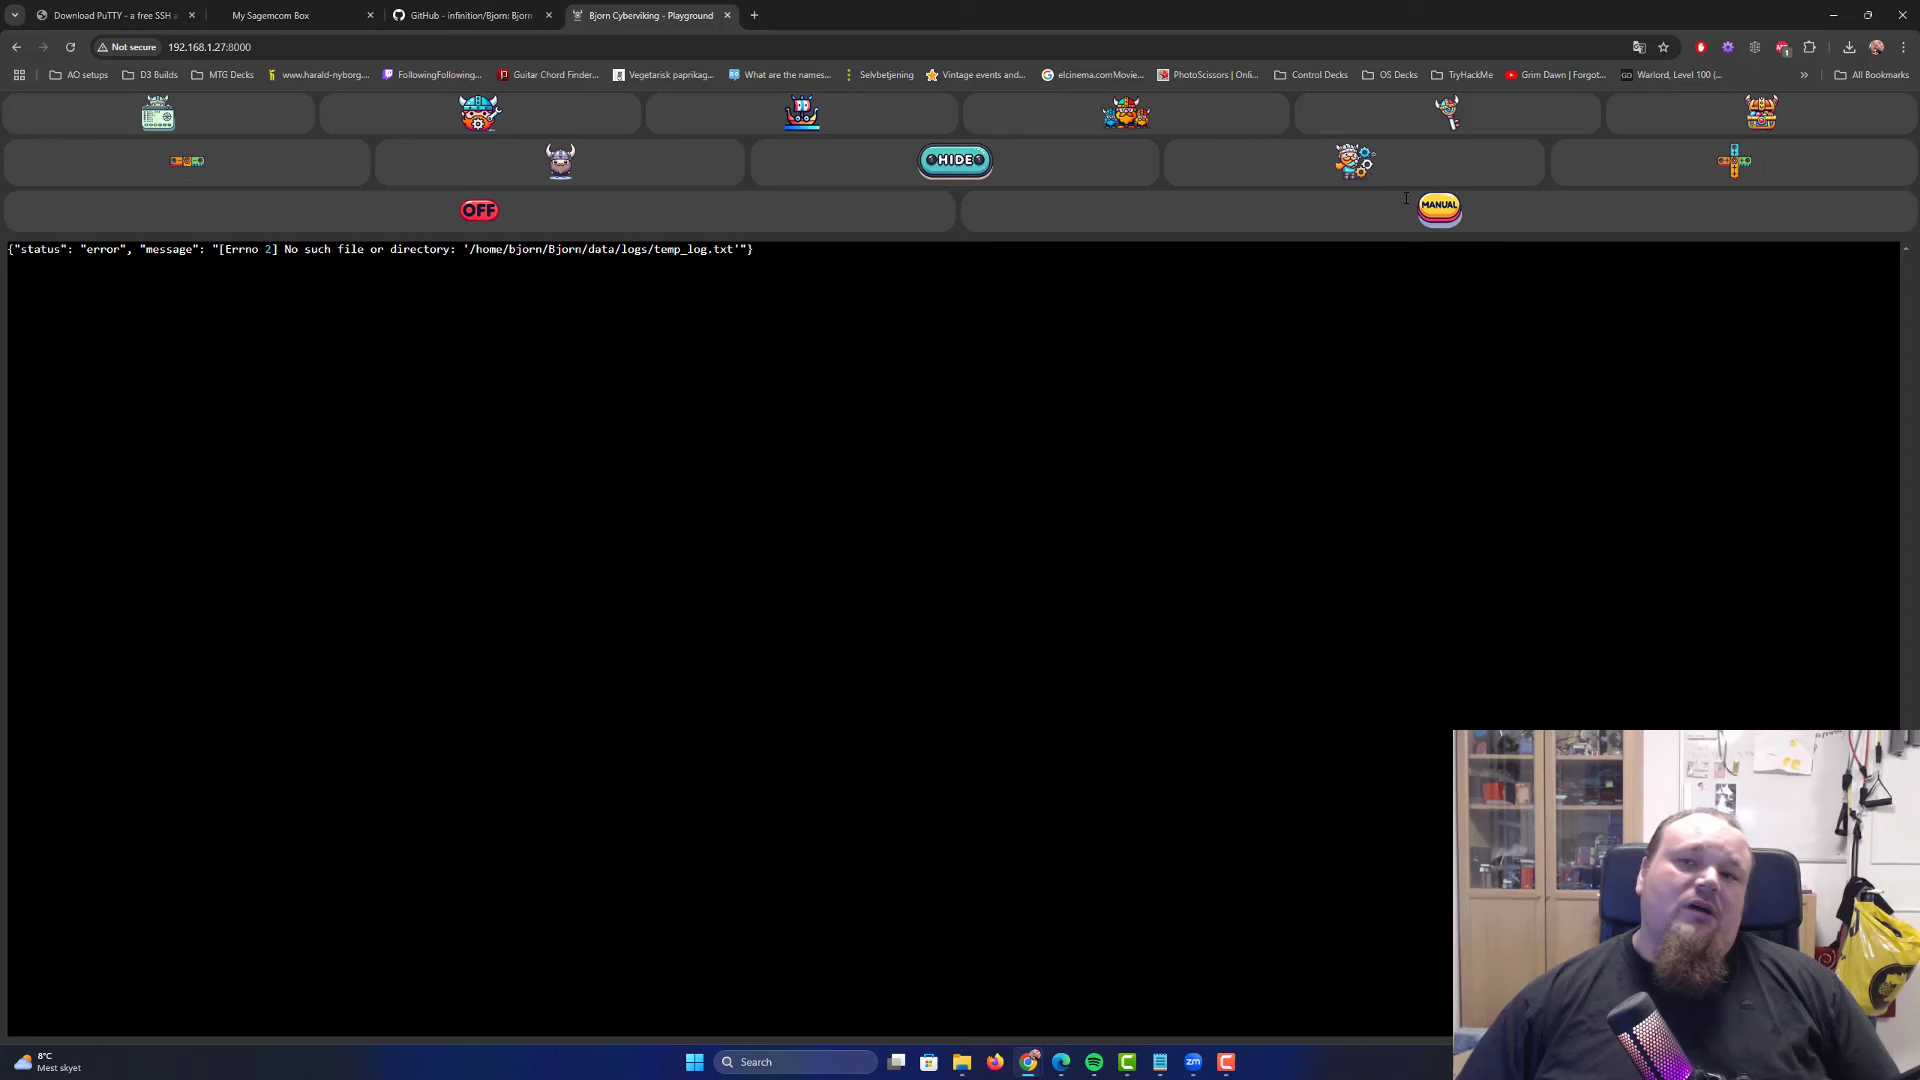 Download PuTTY - a free SSH a
My Sagemcom Box
GitHub - infinition/Bjorn: Bjorn
Bjorn Cyberviking - Playground
Not secure
192.168.1.27:8000
AO setups
D3 Builds
MTG Decks
www.harald-nyborg....
FollowingFollowing...
Guitar Chord Finder...
Vegetarisk paprikag...
What are the names...
Selvbetjening
Vintage events and...
elcinema.comMovie...
PhotoScissors | Onli...
Control Decks
OS Decks
TryHackMe
Grim Dawn | Forgot...
GD
Warlord, Level 100 (...
»
All Bookmarks
HIDE
OFF
MANUAL
{"status": "error", "message": "[Errno 2] No such file or directory: '/home/bjorn/Bjorn/data/logs/temp_log.txt'"}
8°C
Mest skyet
Search
zm